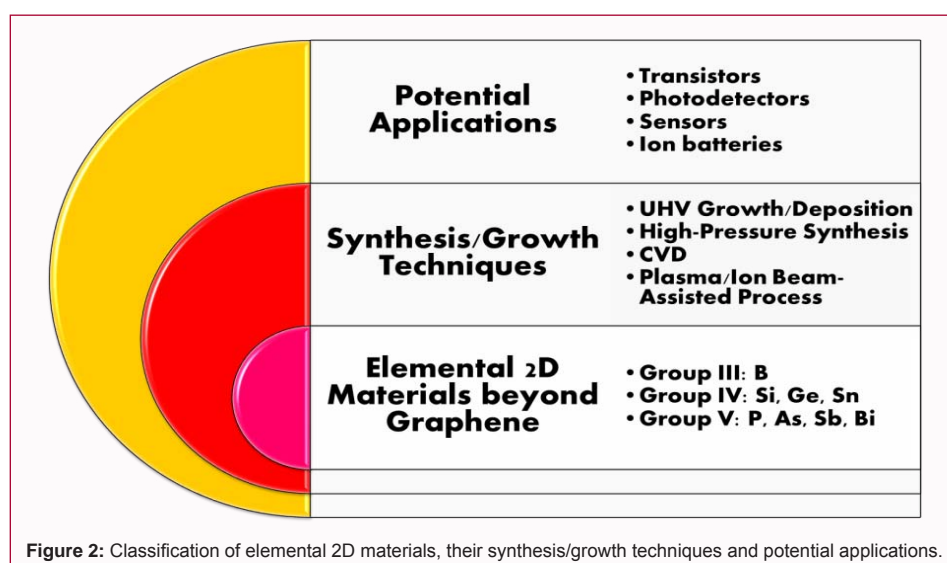 Potential
Applications
• Transistors
• Photodetectors
• Sensors
• Ion batteries
Synthesis/Growth
Techniques
• UHV Growth/Deposition
• High-Pressure Synthesis
• CVD
• Plasma/Ion Beam-
Assisted Process
Elemental 2D
Materials beyond
Graphene
• Group III: B
• Group IV: Si, Ge, Sn
• Group V: P, As, Sb, Bi
Figure 2: Classification of elemental 2D materials, their synthesis/growth techniques and potential applications.